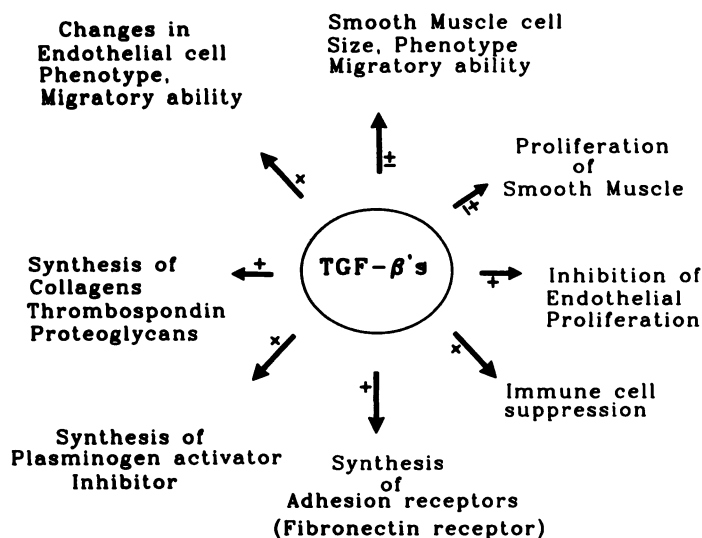 Changes in
Endothelial cell
Phenotype,
Migratory ability
Smooth Muscle cell
Size, Phenotype
Migratory ability
±
+
Proliferation
of
Smooth Muscle
±
TGF-β's
Synthesis of
Collagens
Thrombospondin
Proteoglycans
+
+
Inhibition of
Endothelial
Proliferation
+
+
Immune cell
suppression
Synthesis of
Plasminogen activator
Inhibitor
+
Synthesis
of
Adhesion receptors
(Fibronectin receptor)